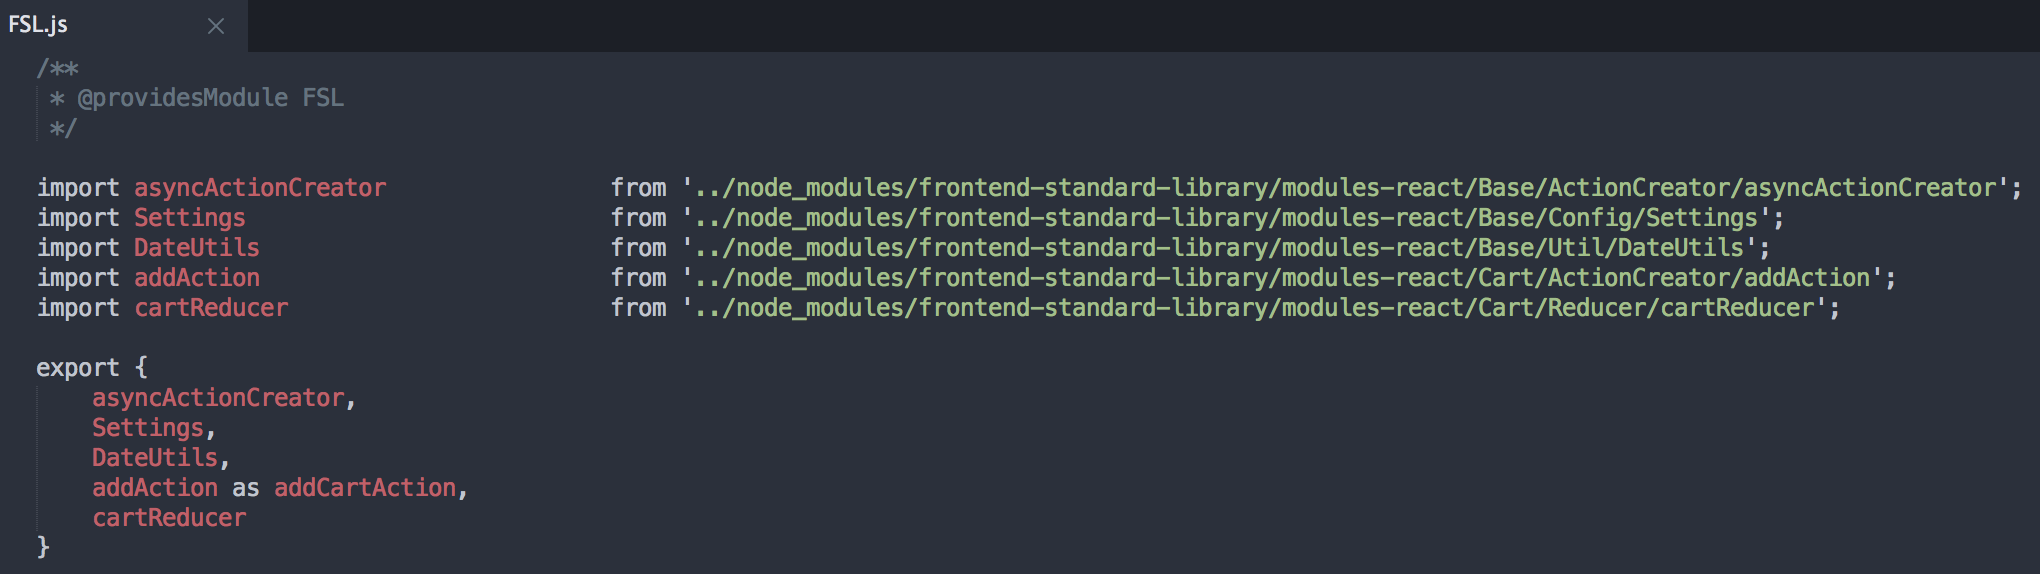 FSL.js
/**
 * @providesModule FSL
 */
import asyncActionCreator from '../node_modules/frontend-standard-library/modules-react/Base/ActionCreator/asyncActionCreator';
import Settings from '../node_modules/frontend-standard-library/modules-react/Base/Config/Settings';
import DateUtils from '../node_modules/frontend-standard-library/modules-react/Base/Util/DateUtils';
import addAction from '../node_modules/frontend-standard-library/modules-react/Cart/ActionCreator/addAction';
import cartReducer from '../node_modules/frontend-standard-library/modules-react/Cart/Reducer/cartReducer';
export {
    asyncActionCreator,
    Settings,
    DateUtils,
    addAction as addCartAction,
    cartReducer
}